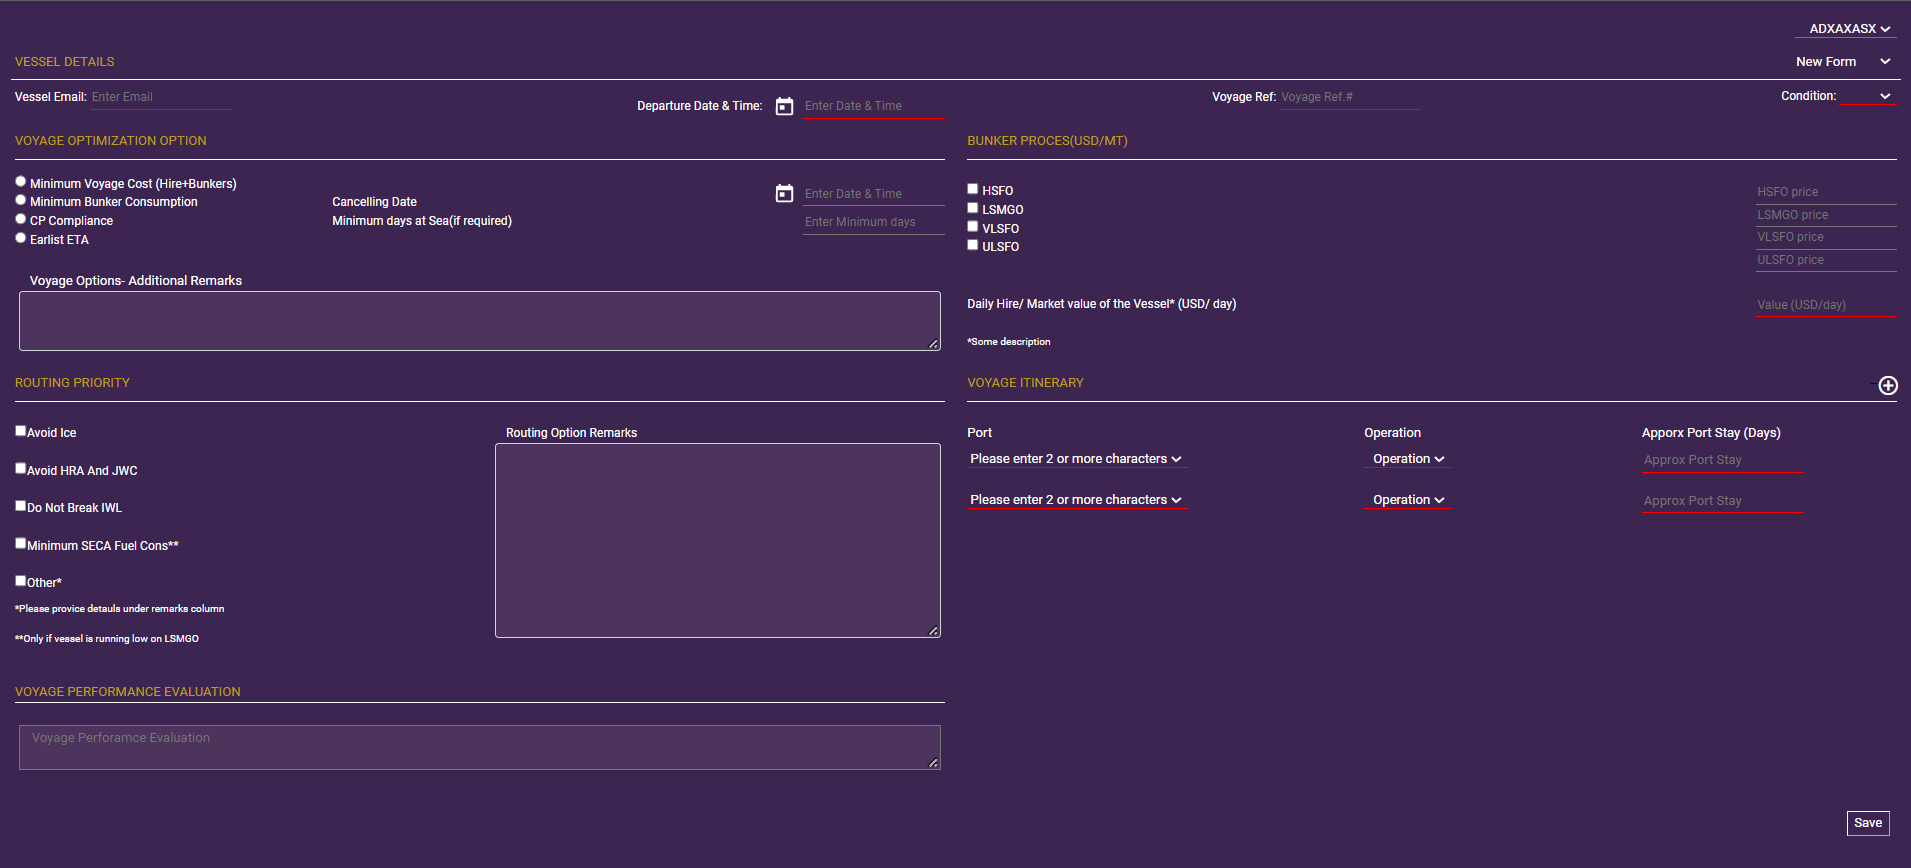 ADXAXASX
VESSEL DETAILS
New Form
Vessel Email: Enter Email
Departure Date & Time: Enter Date & Time
Voyage Ref: Voyage Ref.#
Condition:
VOYAGE OPTIMIZATION OPTION
Minimum Voyage Cost (Hire+Bunkers)
Minimum Bunker Consumption
CP Compliance
Earlist ETA
Cancelling Date
Enter Date & Time
Minimum days at Sea(if required)
Enter Minimum days
Voyage Options- Additional Remarks
BUNKER PROCES(USD/MT)
HSFO
LSMGO
VLSFO
ULSFO
HSFO price
LSMGO price
VLSFO price
ULSFO price
Daily Hire/ Market value of the Vessel* (USD/ day)
Value (USD/day)
*Some description
ROUTING PRIORITY
Avoid Ice
Avoid HRA And JWC
Do Not Break IWL
Minimum SECA Fuel Cons**
Other*
*Please provice detauls under remarks column
**Only if vessel is running low on LSMGO
Routing Option Remarks
VOYAGE ITINERARY
Port Operation Apporx Port Stay (Days)
Please enter 2 or more characters Operation Approx Port Stay
Please enter 2 or more characters Operation Approx Port Stay
VOYAGE PERFORMANCE EVALUATION
Voyage Perforamce Evaluation
Save